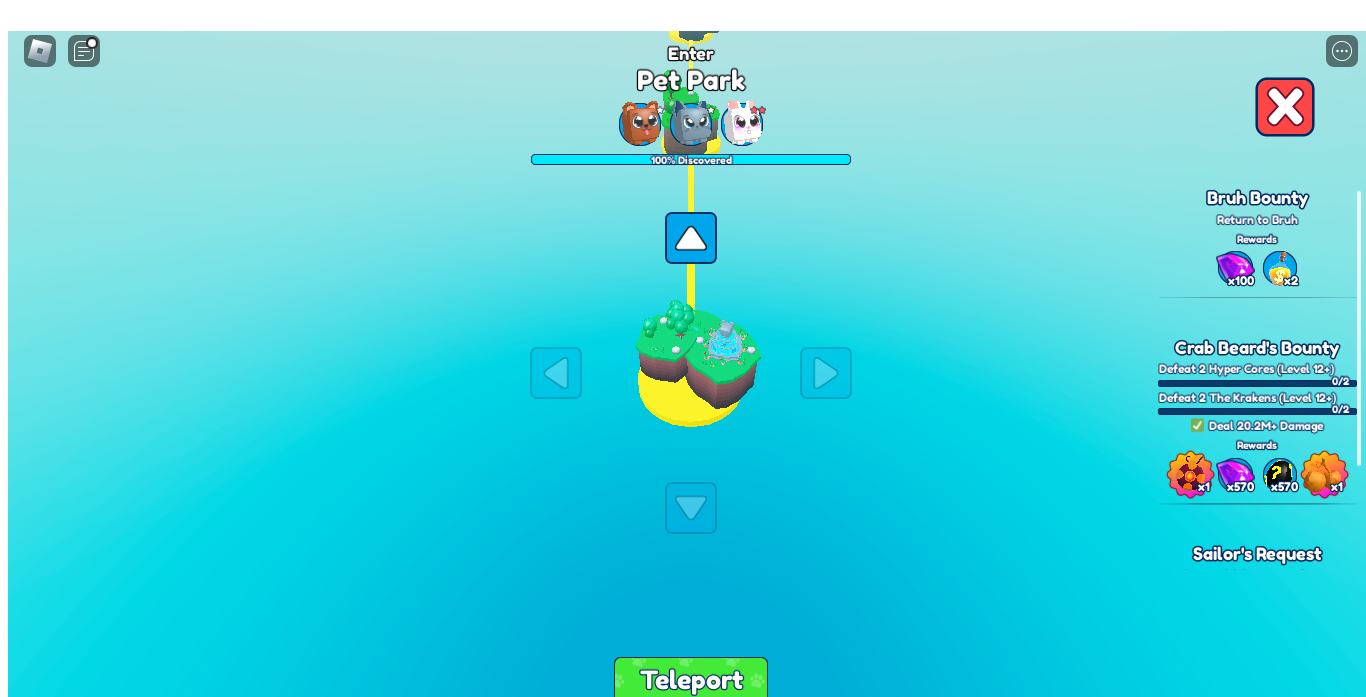 Enter
Pet Park
100% Discovered
Bruh Bounty
Return to Bruh
Rewards
x100 x2
Crab Beard's Bounty
Defeat 2 Hyper Cores (Level 12+)
0/2
Defeat 2 The Krakens (Level 12+)
0/2
Deal 20.2M+ Damage
Rewards
x1 x570 ? x570 x1
Sailor's Request
Teleport